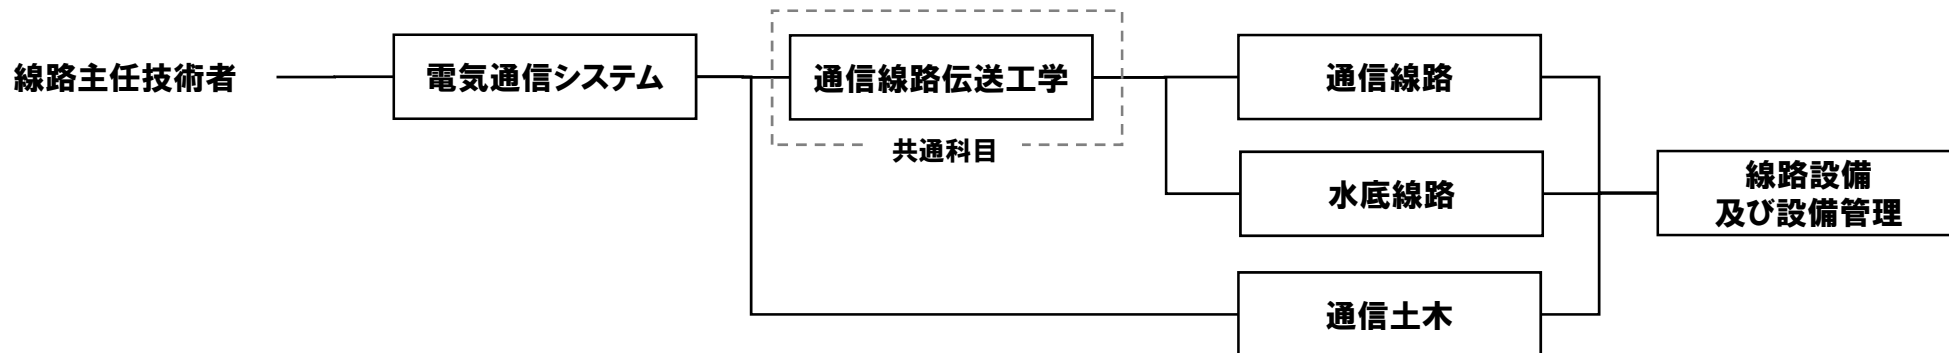 線路主任技術者
電気通信システム
通信線路伝送工学
共通科目
通信線路
水底線路
通信土木
線路設備
及び設備管理